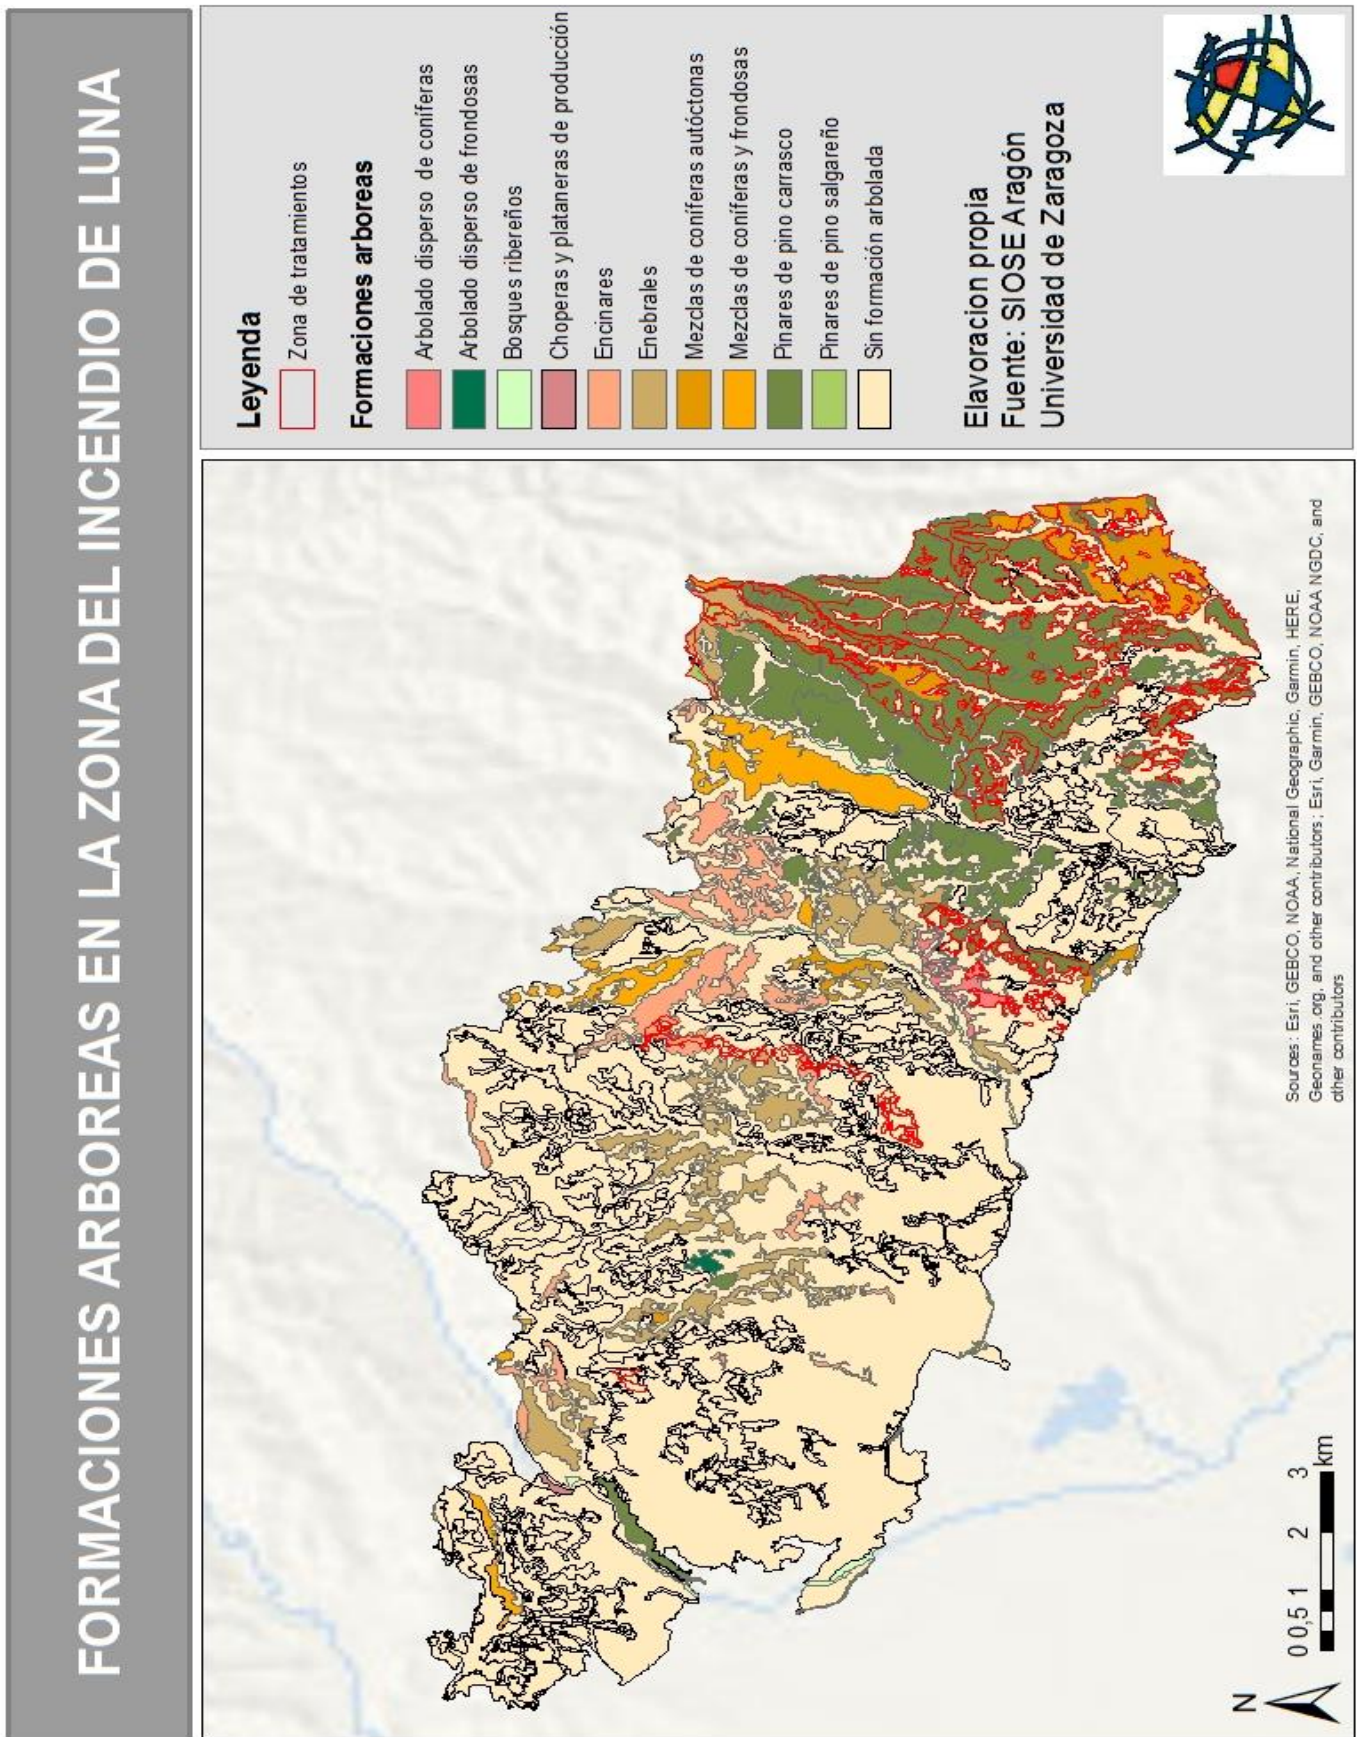 FORMACIONES ARBOREAS EN LA ZONA DEL INCENDIO DE LUNA
Leyenda
Zona de tratamientos
Formaciones arboreas
Arbolado disperso de coníferas
Arbolado disperso de frondosas
Bosques ribereños
Choperas y plataneras de producción
Encinares
Enebrales
Mezclas de coníferas autóctonas
Mezclas de coníferas y frondosas
Pinares de pino carrasco
Pinares de pino salgareño
Sin formación arbolada
Elavoracion propia
Fuente: SIOSE Aragón
Universidad de Zaragoza
N
0 0,5 1 2 3
km
Sources: Esri, GEBCO, NOAA, National Geographic, Garmin, HERE,
Geonames.org, and other contributors; Esri, Garmin, GEBCO, NOAA NGDC, and
other contributors